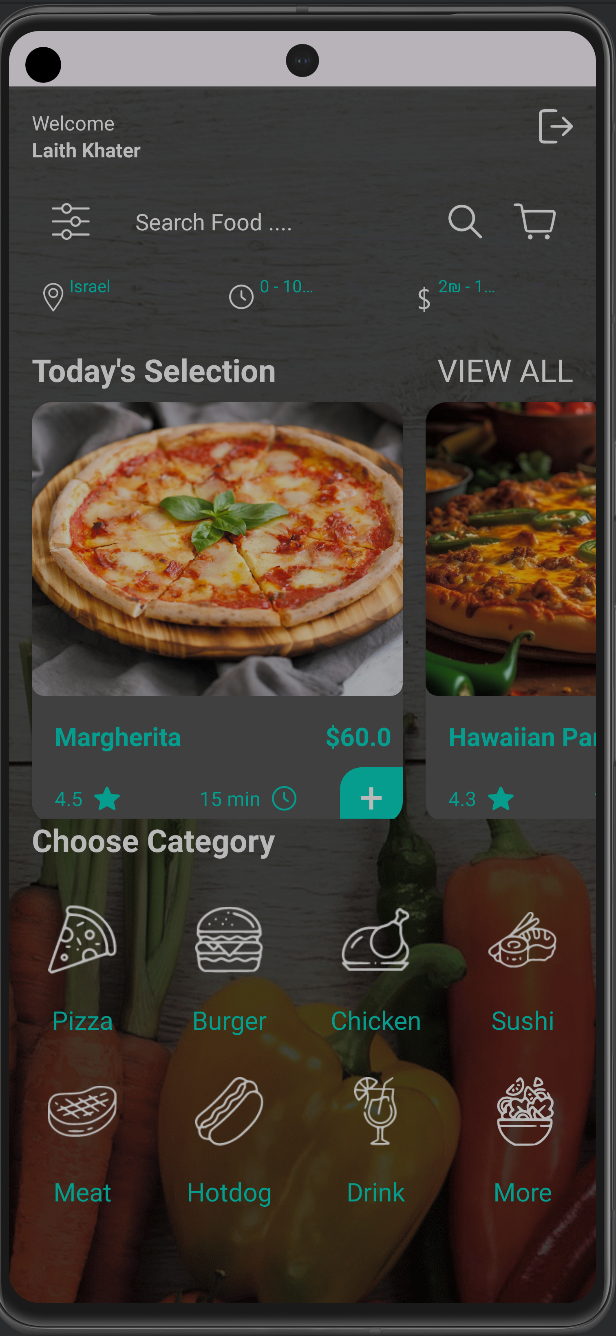 Welcome
Laith Khater
Search Food ....
Israel
0 - 10...
2₪ - 1...
$
Today's Selection
VIEW ALL
Margherita
$60.0
4.5
15 min
+
Hawaiian Par
4.3
Choose Category
Pizza
Burger
Chicken
Sushi
Meat
Hotdog
Drink
More